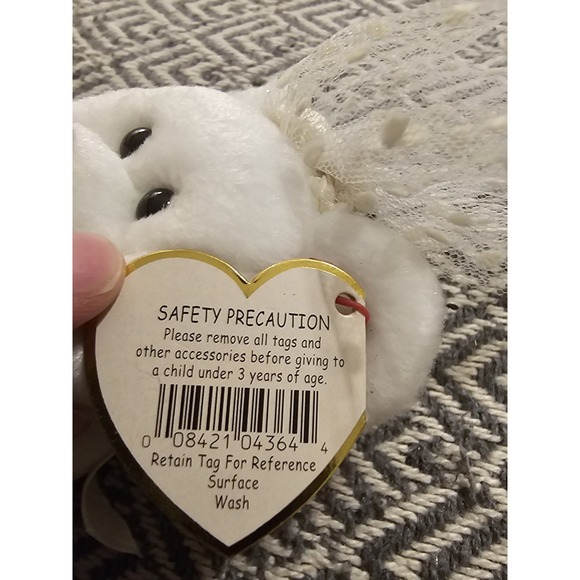 SAFETY PRECAUTION
Please remove all tags and
other accessories before giving to
a child under 3 years of age.
0 08421 04364 4
Retain Tag For Reference
Surface
Wash